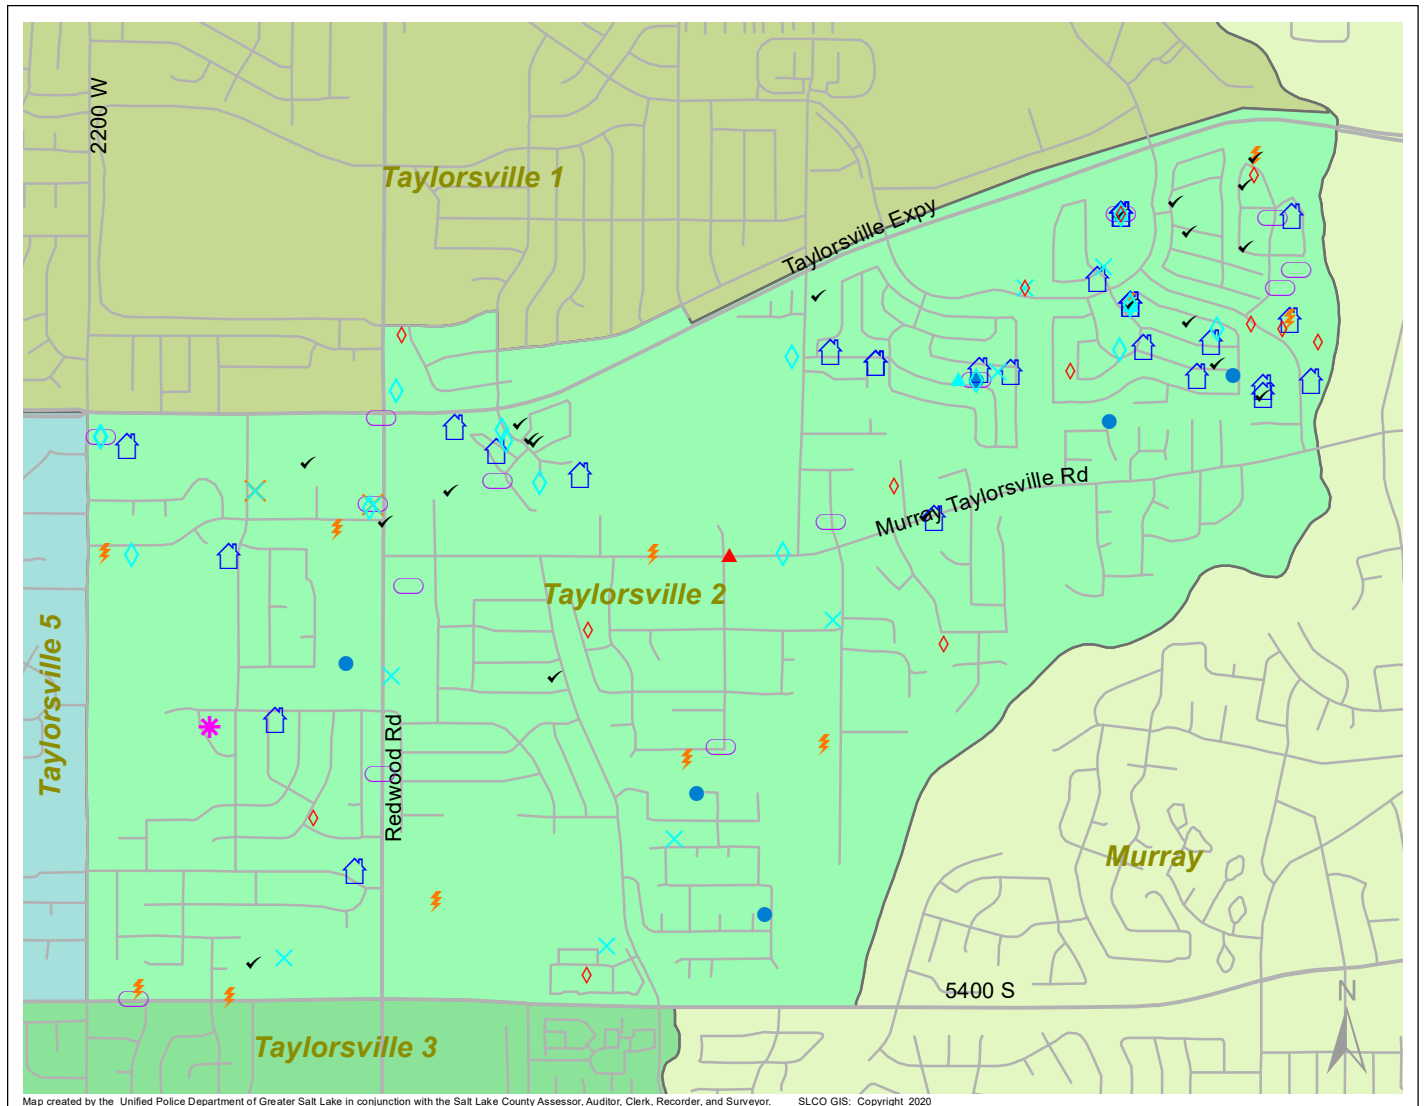 2200 W
Taylorsville 1
Taylorsville Expy
Murray Taylorsville Rd
Taylorsville 2
Taylorsville 5
Redwood Rd
Murray
5400 S
N
Taylorsville 3
Map created by the Unified Police Department of Greater Salt Lake in conjunction with the Salt Lake County Assessor, Auditor, Clerk, Recorder, and Surveyor. SLCO GIS: Copyright 2020